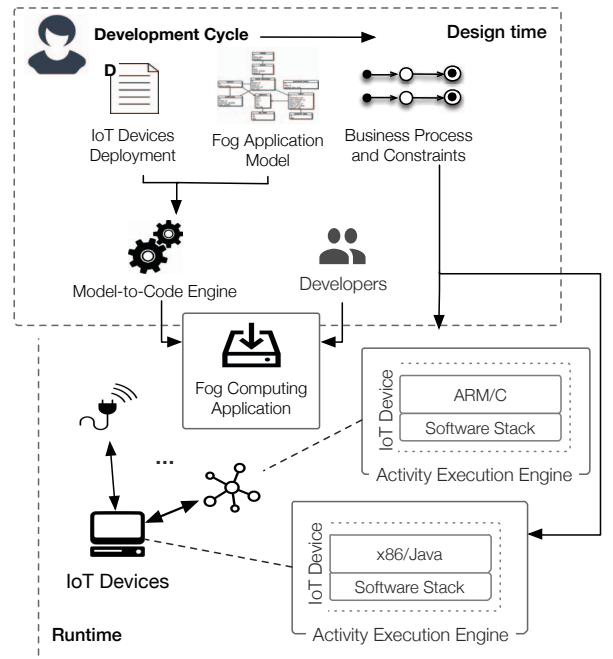 Development Cycle
Design time
D
IoT Devices
Deployment
Fog Application
Model
Business Process
and Constraints
Model-to-Code Engine
Developers
Fog Computing
Application
IoT Device
ARM/C
Software Stack
Activity Execution Engine
...
IoT Devices
IoT Device
x86/Java
Software Stack
Activity Execution Engine
Runtime